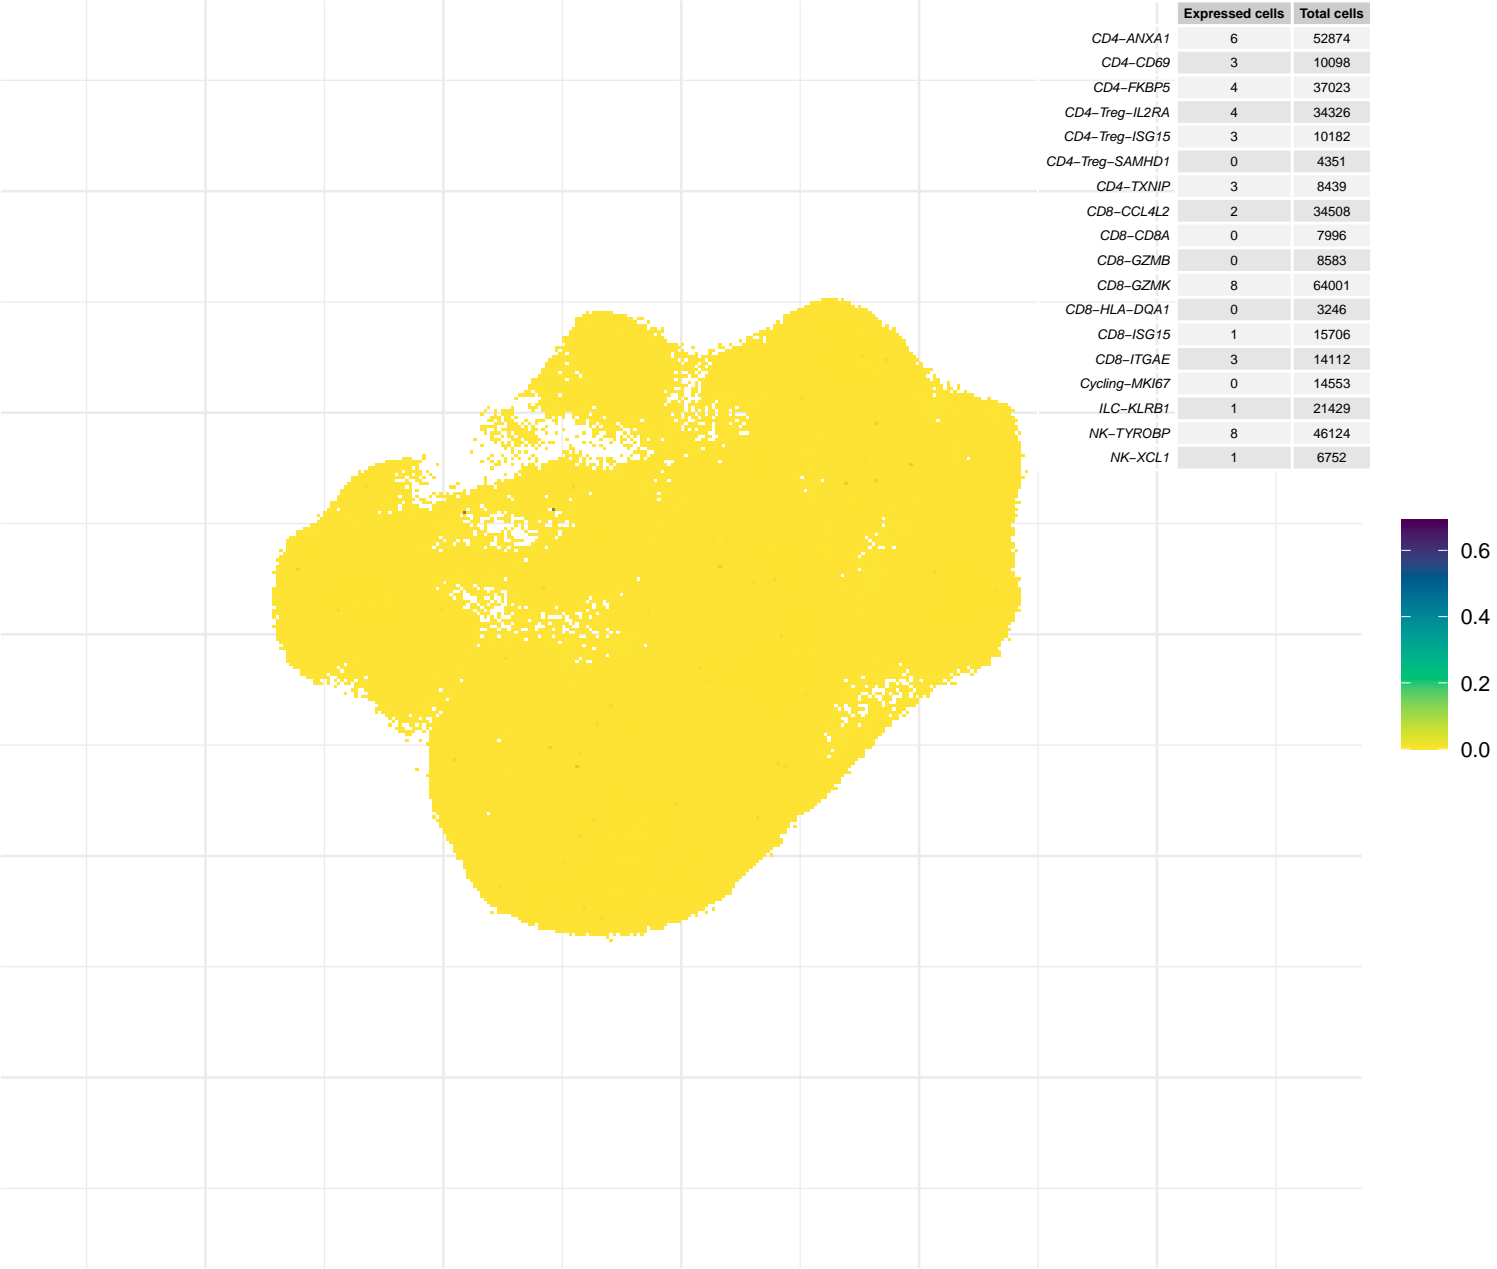 Expressed cells Total cells
CD4−ANXA1 6 52874
CD4−CD69 3 10098
CD4−FKBP5 4 37023
CD4−Treg−IL2RA 4 34326
CD4−Treg−ISG15 3 10182
CD4−Treg−SAMHD1 0 4351
CD4−TXNIP 3 8439
CD8−CCL4L2 2 34508
CD8−CD8A 0 7996
CD8−GZMB 0 8583
CD8−GZMK 8 64001
CD8−HLA−DQA1 0 3246
CD8−ISG15 1 15706
CD8−ITGAE 3 14112
Cycling−MKI67 0 14553
ILC−KLRB1 1 21429
NK−TYROBP 8 46124
NK−XCL1 1 6752
0.6
0.4
0.2
0.0